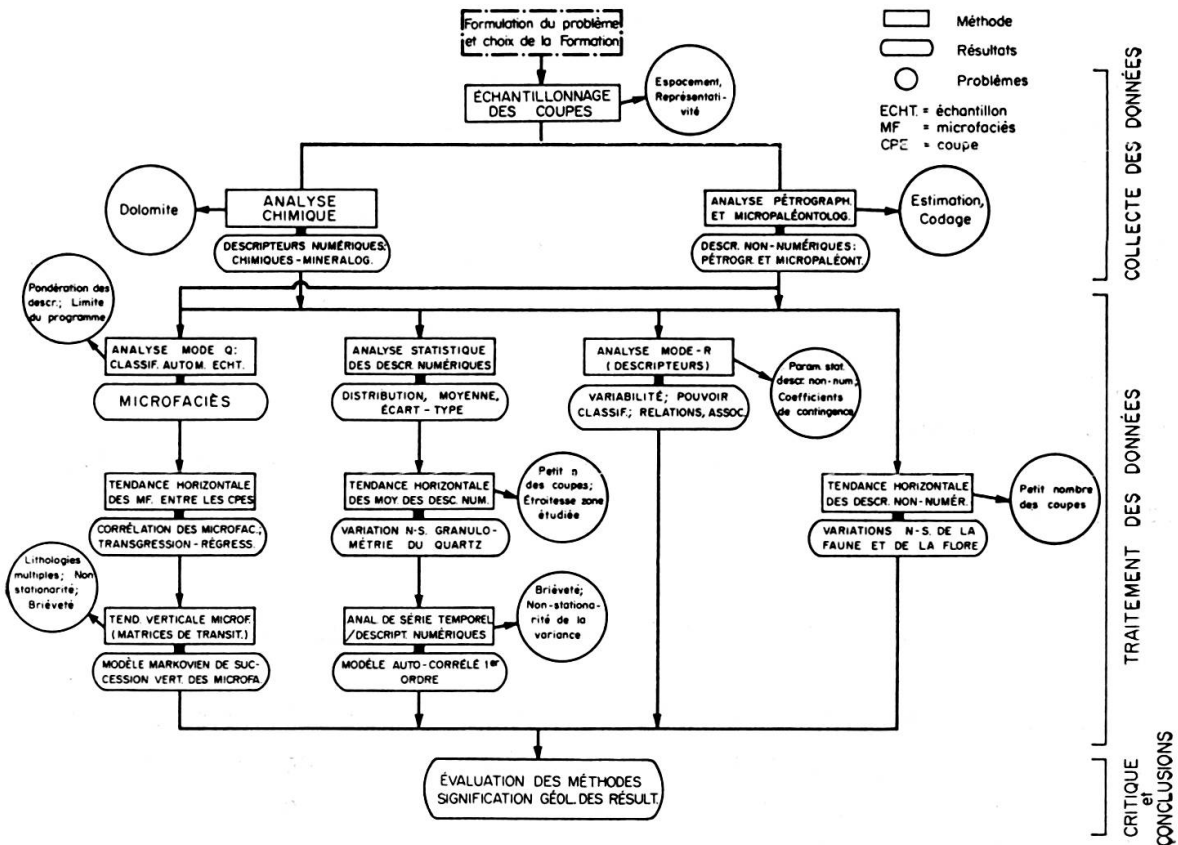 Formulation du problème
et choix de la Formation
Méthode
Résultats
Problèmes
ECHT. = échantillon
MF = microfaciés
CPE = coupe
ÉCHANTILLONNAGE
DES COUPES
Espacement,
Représentati-
vité
COLLECTE DES DONNÉES
Dolomite
ANALYSE
CHIMIQUE
DESCRIPTEURS NUMÉRIQUES:
CHIMIQUES-MINERALOG.
ANALYSE PÉTROGRAPH.
ET MICROPALÉONTOLOG.
DESCR. NON-NUMÉRIQUES:
PÉTROGR. ET MICROPALÉONT.
Estimation,
Codage
Pondération des
descr.; Limite
du programme
ANALYSE MODE Q:
CLASSIF. AUTOM. ECHT.
MICROFACIÈS
ANALYSE STATISTIQUE
DES DESCR. NUMÉRIQUES
DISTRIBUTION, MOYENNE,
ÉCART-TYPE
ANALYSE MODE-R
(DESCRIPTEURS)
VARIABILITÉ; POUVOIR
CLASSIF.; RELATIONS, ASSOC.
Param. stat.
descr. non-num.;
Coefficients
de contingence
TENDANCE HORIZONTALE
DES MF. ENTRE LES CPES
CORRÉLATION DES MICROFAC.;
TRANSGRESSION-RÉGRESS.
TENDANCE HORIZONTALE
DES MOY. DES DESC. NUM.
VARIATION N-S. GRANULO-
MÉTRIE DU QUARTZ
Petit n
des coupes;
Étroitesse zone
étudiée
TENDANCE HORIZONTALE
DES DESCR. NON-NUMÉR.
VARIATIONS N-S. DE LA
FAUNE ET DE LA FLORE
Petit nombre
des coupes
Lithologies
multiples; Non
stationarité;
Briéveté
TEND. VERTICALE MICROF.
(MATRICES DE TRANSIT.)
MODÈLE MARKOVIEN DE SUC-
CESSION VERT. DES MICROFA.
ANAL. DE SÉRIE TEMPOREL
/DESCRIPT. NUMÉRIQUES
MODÈLE AUTO-CORRÉLÉ 1er
ORDRE
Briéveté;
Non-stationa-
rité de la
variance
TRAITEMENT DES DONNÉES
ÉVALUATION DES MÉTHODES
SIGNIFICATION GÉOL. DES RÉSULT.
CRITIQUE
et
CONCLUSIONS